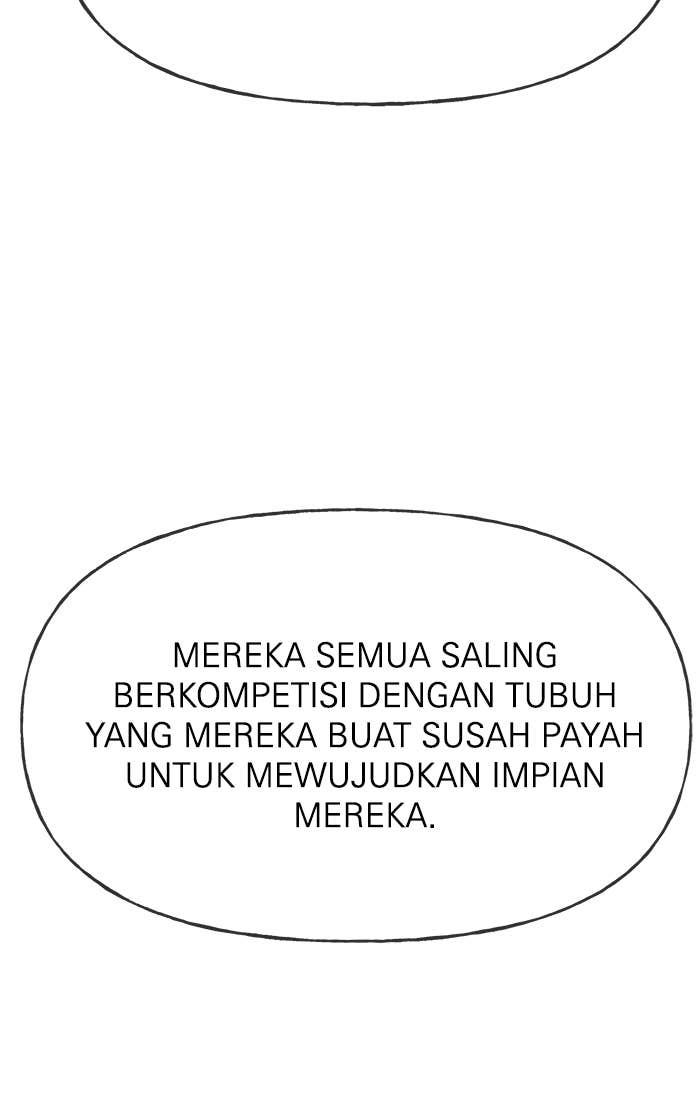 MEREKA SEMUA SALING
BERKOMPETISI DENGAN TUBUH
YANG MEREKA BUAT SUSAH PAYAH
UNTUK MEWUJUDKAN IMPIAN
MEREKA.